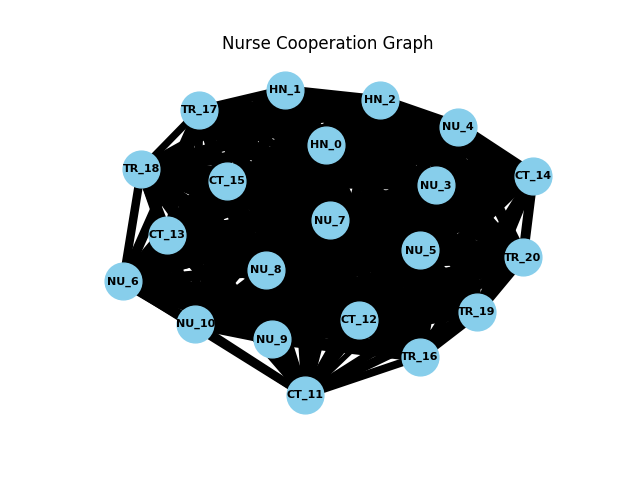 Nurse Cooperation Graph
HN_1
HN_2
TR_17
NU_4
HN_0
TR_18
CT_14
CT_15
NU_3
NU_7
CT_13
NU_5
TR_20
NU_8
NU_6
TR_19
CT_12
NU_10
NU_9
TR_16
CT_11